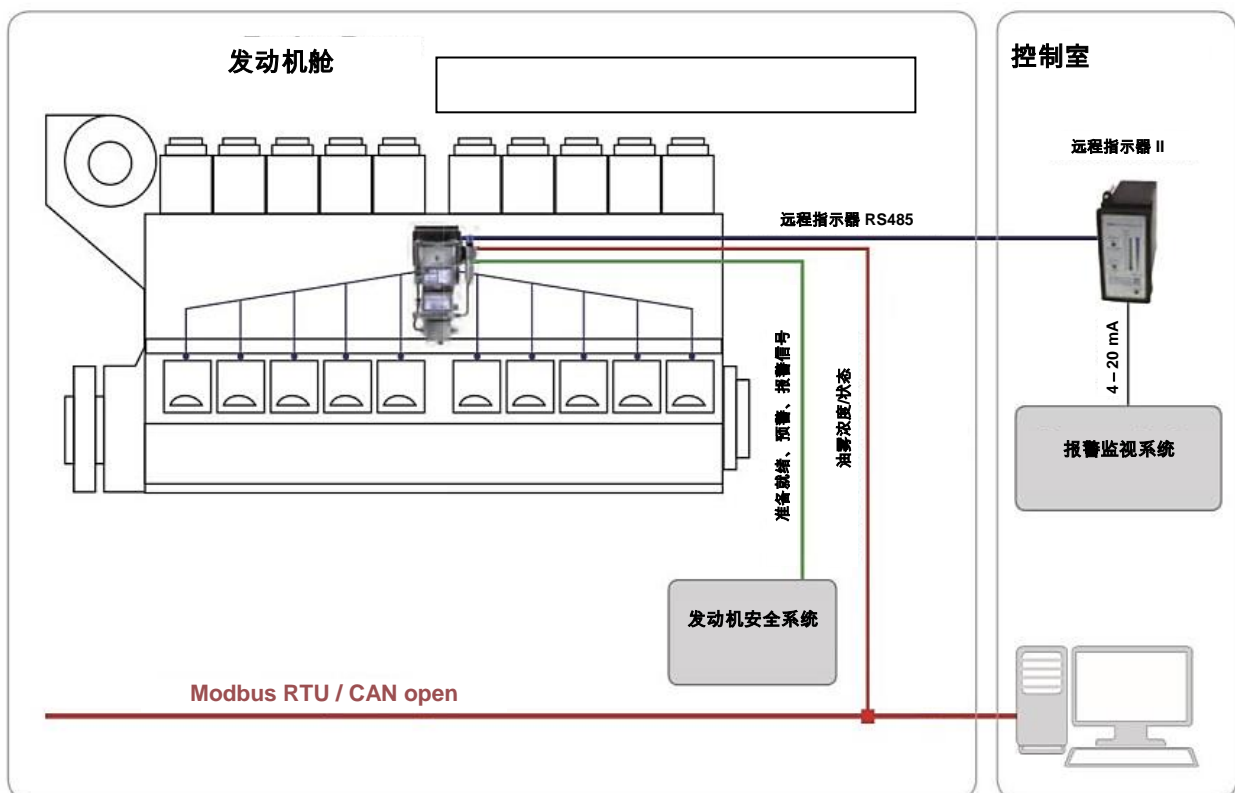 发动机舱
控制室
远程指示器 II
远程指示器 RS485
4 – 20 mA
准备就绪、预警、报警信号
油雾浓度/状态
报警监视系统
发动机安全系统
Modbus RTU / CAN open